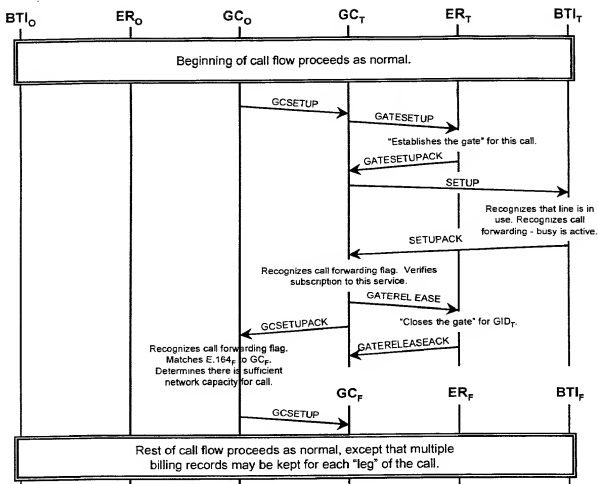 BTIO ERO GCO GCT ERT BTIT
Beginning of call flow proceeds as normal.
GCSETUP
GATESETUP
"Establishes the gate" for this call.
GATESETUPACK
SETUP
Recognizes that line is in
use. Recognizes call
forwarding - busy is active.
SETUPACK
Recognizes call forwarding flag. Verifies
subscription to this service.
GATERELEASE
"Closes the gate" for GIDT.
GCSETUPACK
GATERELEASEACK
Recognizes call forwarding flag.
Matches E.164F to GCF.
Determines there is sufficient
network capacity for call.
GCF ERF BTIF
GCSETUP
Rest of call flow proceeds as normal, except that multiple
billing records may be kept for each "leg" of the call.